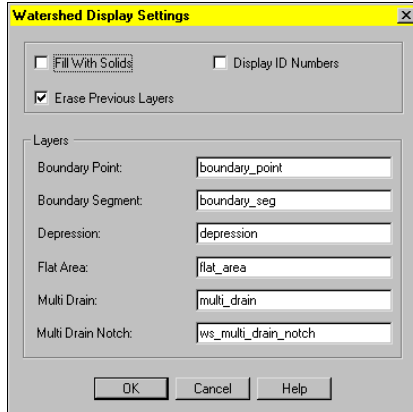 Watershed Display Settings
Fill With Solids
Display ID Numbers
Erase Previous Layers
Layers
Boundary Point: boundary_point
Boundary Segment: boundary_seg
Depression: depression
Flat Area: flat_area
Multi Drain: multi_drain
Multi Drain Notch: ws_multi_drain_notch
OK Cancel Help